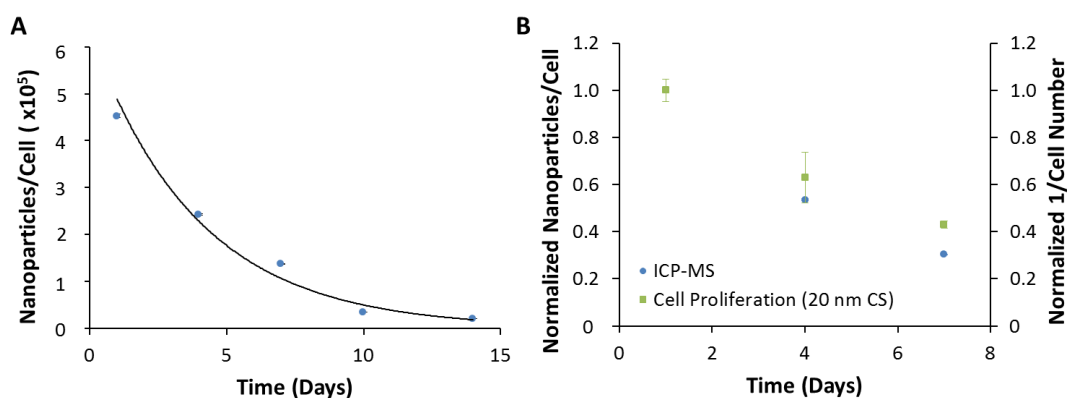 A
Nanoparticles/Cell ( x10⁵)
6
5
4
3
2
1
0
0 5 10 15
Time (Days)
B
Normalized Nanoparticles/Cell
1.2
1.0
0.8
0.6
0.4
0.2
0
ICP-MS
Cell Proliferation (20 nm CS)
0 2 4 6 8
Time (Days)
1.2
1.0
0.8
0.6
0.4
0.2
0
Normalized 1/Cell Number